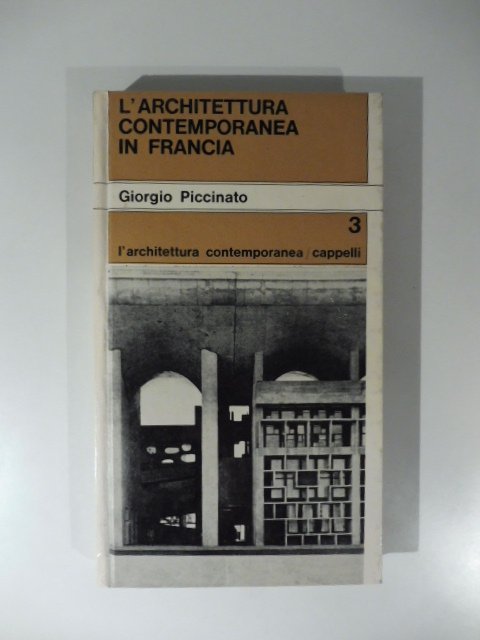 L'ARCHITETTURA
CONTEMPORANEA
IN FRANCIA
Giorgio Piccinato
3
l'architettura contemporanea / cappelli